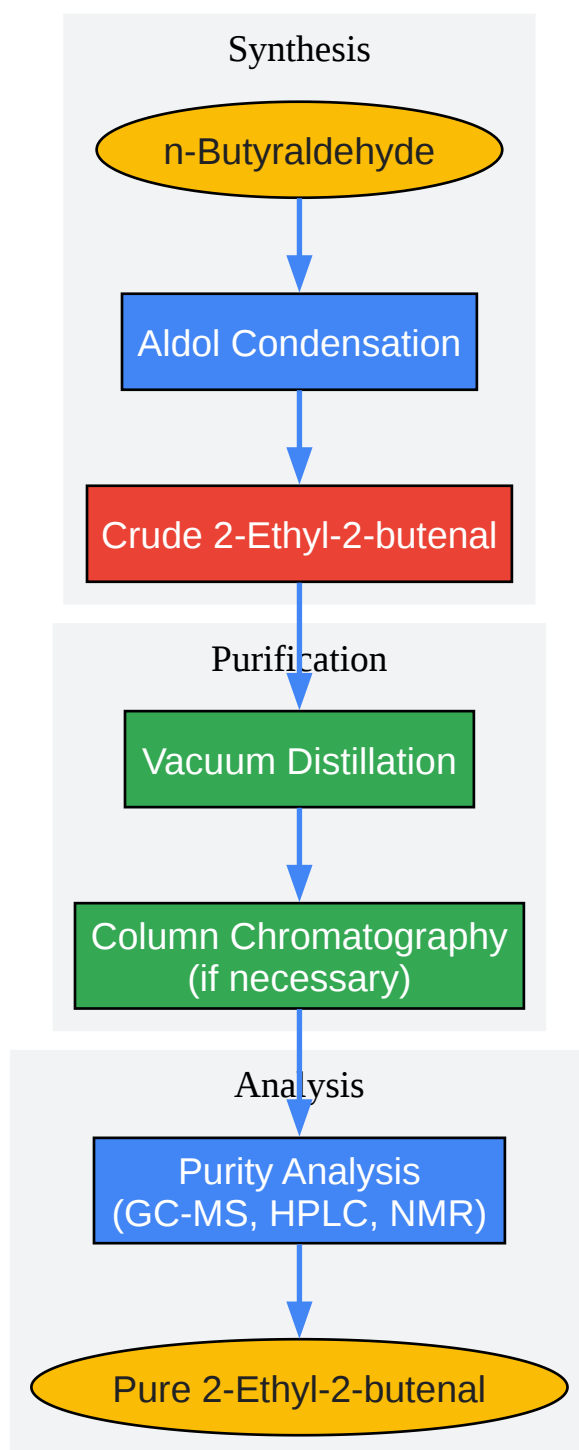 Synthesis
n-Butyraldehyde
Aldol Condensation
Crude 2-Ethyl-2-butenal
Purification
Vacuum Distillation
Column Chromatography
(if necessary)
Analysis
Purity Analysis
(GC-MS, HPLC, NMR)
Pure 2-Ethyl-2-butenal